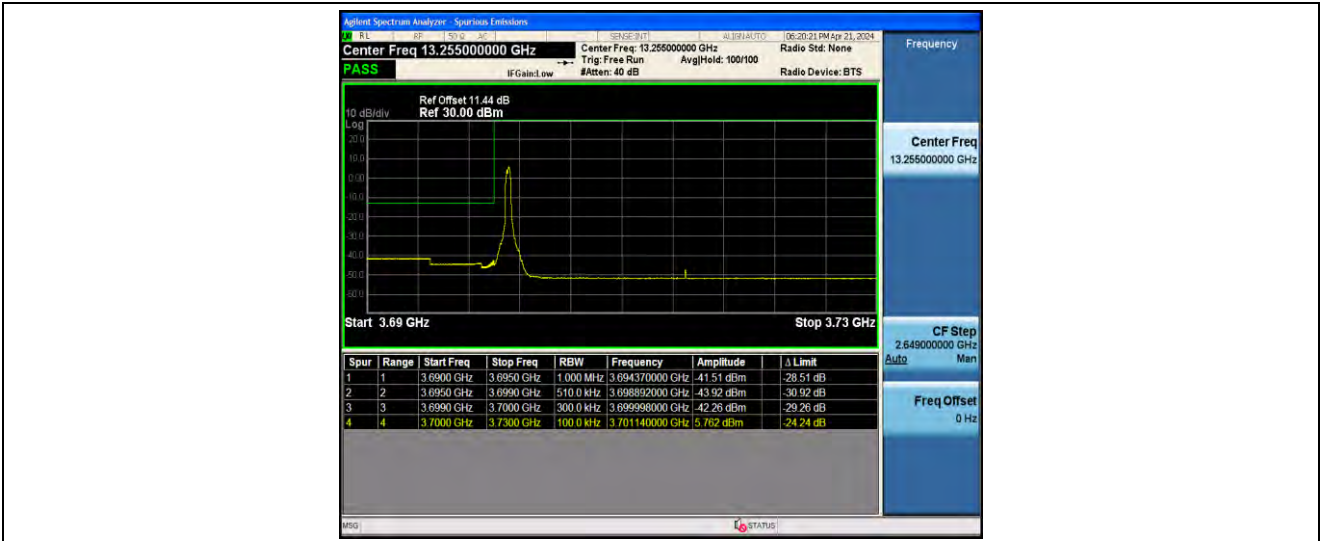 Agilent Spectrum Analyzer - Spurious Emissions
RL RF 50 Ω AC SENSE:INT ALIGN AUTO 06:20:21 PM Apr 21, 2024
Center Freq 13.255000000 GHz Center Freq: 13.255000000 GHz Radio Std: None
Trig: Free Run Avg|Hold: 100/100
PASS IFGain:Low #Atten: 40 dB Radio Device: BTS
Ref Offset 11.44 dB
10 dB/div Ref 30.00 dBm
Log
20.0
10.0
0.00
-10.0
-20.0
-30.0
-40.0
-50.0
-60.0
Start 3.69 GHz Stop 3.73 GHz
Spur Range Start Freq Stop Freq RBW Frequency Amplitude Δ Limit
1 1 3.6900 GHz 3.6950 GHz 1.000 MHz 3.694370000 GHz -41.51 dBm -28.51 dB
2 2 3.6950 GHz 3.6990 GHz 510.0 kHz 3.698892000 GHz -43.92 dBm -30.92 dB
3 3 3.6990 GHz 3.7000 GHz 300.0 kHz 3.699998000 GHz -42.26 dBm -29.26 dB
4 4 3.7000 GHz 3.7300 GHz 100.0 kHz 3.701140000 GHz 5.762 dBm -24.24 dB
MSG STATUS
Frequency
Center Freq
13.255000000 GHz
CF Step
2.649000000 GHz
Auto Man
Freq Offset
0 Hz